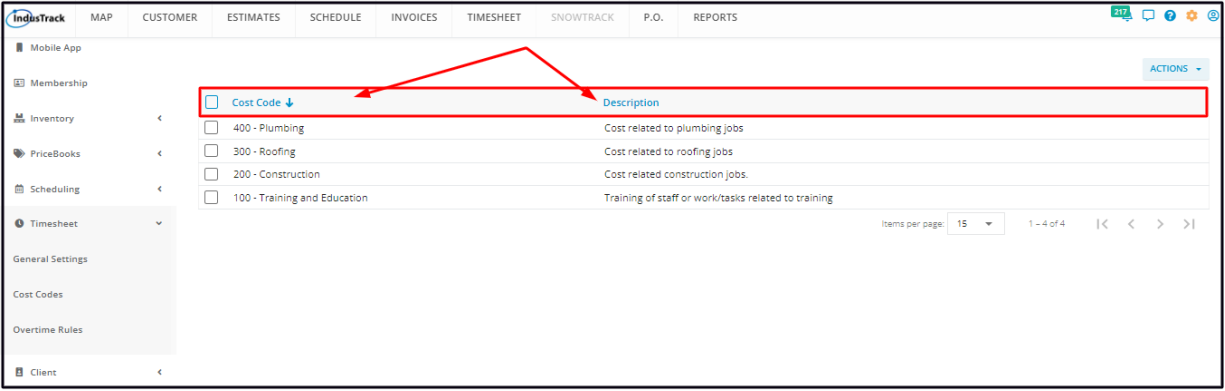 IndusTrack MAP CUSTOMER ESTIMATES SCHEDULE INVOICES TIMESHEET SNOWTRACK P.O. REPORTS 217
Mobile App
ACTIONS
Membership
Cost Code Description
Inventory
400 - Plumbing Cost related to plumbing jobs
300 - Roofing Cost related to roofing jobs
PriceBooks
200 - Construction Cost related construction jobs.
Scheduling
100 - Training and Education Training of staff or work/tasks related to training
Timesheet
Items per page: 15 1 – 4 of 4
General Settings
Cost Codes
Overtime Rules
Client